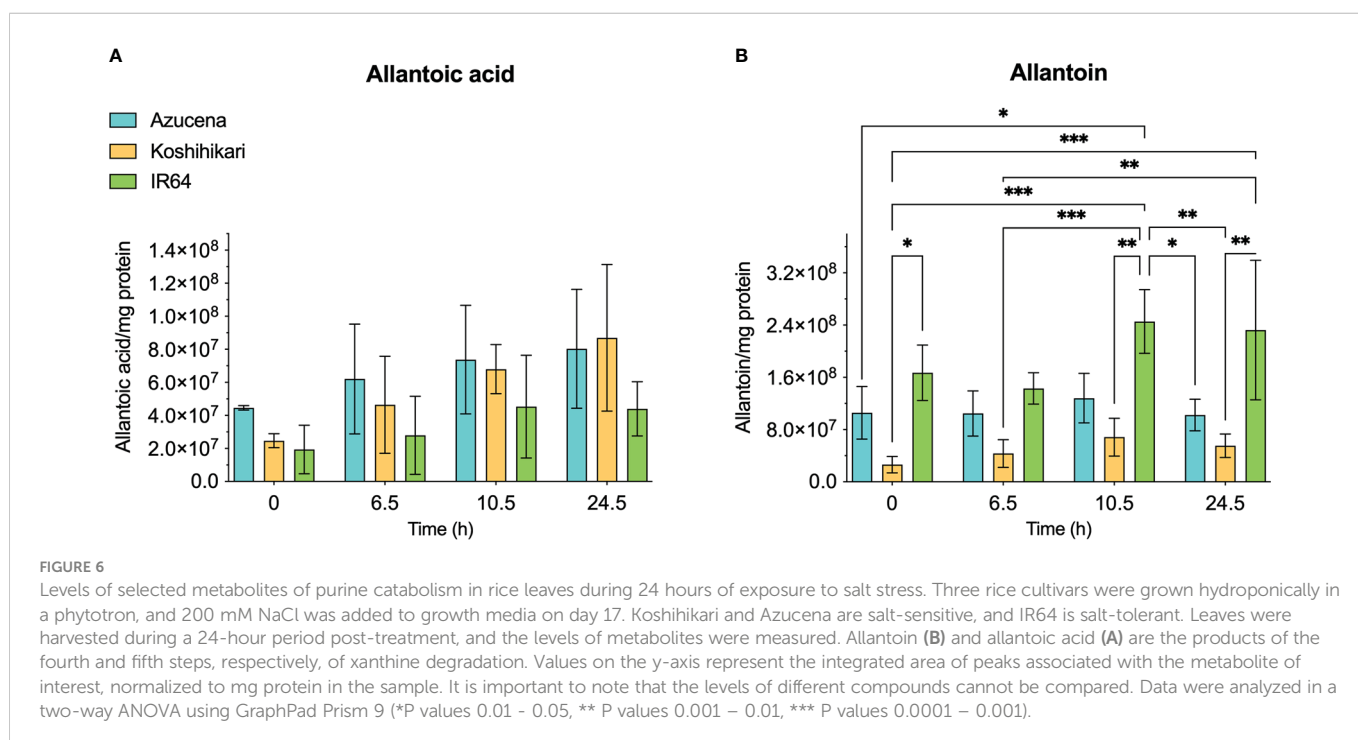 A
Allantoic acid
Azucena
Koshihikari
IR64
Allantoic acid/mg protein
1.4×10⁸
1.2×10⁸
1.0×10⁸
8.0×10⁷
6.0×10⁷
4.0×10⁷
2.0×10⁷
0.0
0 6.5 10.5 24.5
Time (h)
B
Allantoin
*
***
**
***
*** **
* ** * **
Allantoin/mg protein
3.2×10⁸
2.4×10⁸
1.6×10⁸
8.0×10⁷
0.0
0 6.5 10.5 24.5
Time (h)
FIGURE 6
Levels of selected metabolites of purine catabolism in rice leaves during 24 hours of exposure to salt stress. Three rice cultivars were grown hydroponically in
a phytotron, and 200 mM NaCl was added to growth media on day 17. Koshihikari and Azucena are salt-sensitive, and IR64 is salt-tolerant. Leaves were
harvested during a 24-hour period post-treatment, and the levels of metabolites were measured. Allantoin (B) and allantoic acid (A) are the products of the
fourth and fifth steps, respectively, of xanthine degradation. Values on the y-axis represent the integrated area of peaks associated with the metabolite of
interest, normalized to mg protein in the sample. It is important to note that the levels of different compounds cannot be compared. Data were analyzed in a
two-way ANOVA using GraphPad Prism 9 (*P values 0.01 - 0.05, ** P values 0.001 – 0.01, *** P values 0.0001 – 0.001).